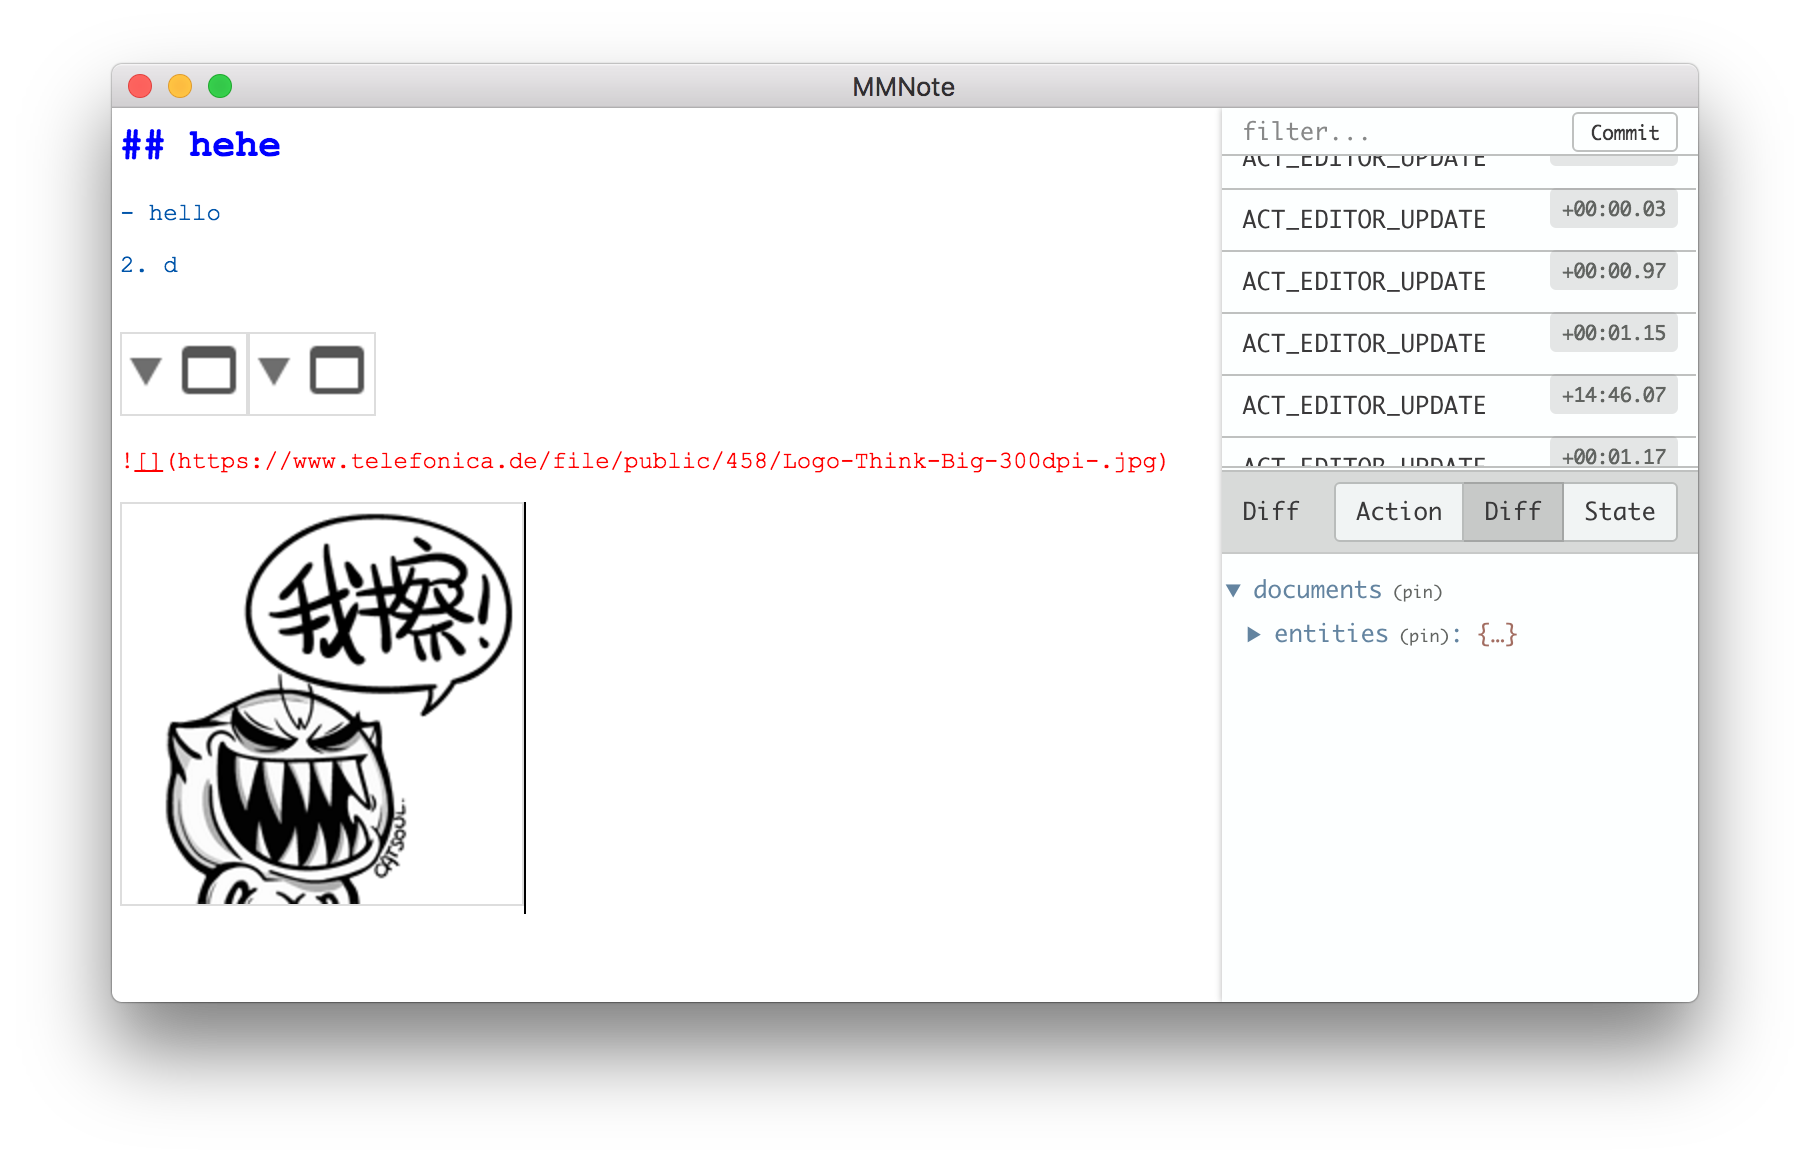 MMNote
## hehe
- hello
2. d
![](https://www.telefonica.de/file/public/458/Logo-Think-Big-300dpi-.jpg)
我擦!
CATSOUL.
filter...
Commit
ACT_EDITOR_UPDATE
ACT_EDITOR_UPDATE +00:00.03
ACT_EDITOR_UPDATE +00:00.97
ACT_EDITOR_UPDATE +00:01.15
ACT_EDITOR_UPDATE +14:46.07
ACT_EDITOR_UPDATE +00:01.17
Diff Action Diff State
▼ documents (pin)
▶ entities (pin): {…}